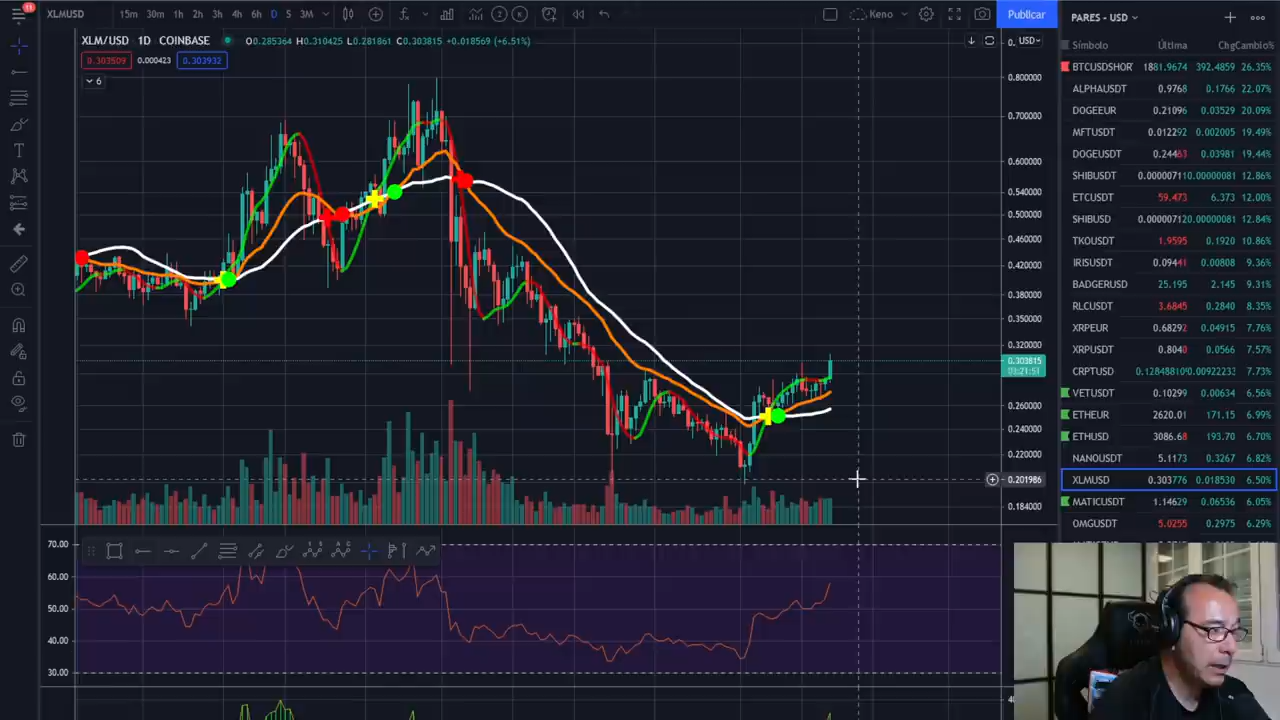 11
XLMUSD 15m 30m 1h 2h 3h 4h 6h D S 3M Keno Publicar
XLM/USD 1D COINBASE O0.285364 H0.310425 L0.281861 C0.303815 +0.018569 (+6.51%)
0.303509 0.000423 0.303932
6
USD
0.800000
0.700000
0.600000
0.540000
0.500000
0.460000
0.420000
0.380000
0.350000
0.320000
0.303815
03:21:51
0.260000
0.240000
0.220000
0.201986
0.184000
70.00
60.00
50.00
40.00
30.00
PARES - USD
Símbolo Última Chg Cambio%
BTCUSDSHOR 1881.9674 392.4859 26.35%
ALPHAUSDT 0.9768 0.1766 22.07%
DOGEEUR 0.21096 0.03529 20.09%
MFTUSDT 0.012292 0.002005 19.49%
DOGEUSDT 0.24483 0.03981 19.44%
SHIBUSDT 0.00000711 0.00000081 12.86%
ETCUSDT 59.473 6.373 12.00%
SHIBUSD 0.00000712 0.00000081 12.84%
TKOUSDT 1.9595 0.1920 10.86%
IRISUSDT 0.09441 0.00808 9.36%
BADGERUSD 25.195 2.145 9.31%
RLCUSDT 3.6845 0.2840 8.35%
XRPEUR 0.68292 0.04915 7.76%
XRPUSDT 0.8040 0.0566 7.57%
CRPTUSD 0.12848810 0.00922233 7.73%
VETUSDT 0.10299 0.00634 6.56%
ETHEUR 2620.01 171.15 6.99%
ETHUSD 3086.68 193.70 6.70%
NANOUSDT 5.1173 0.3267 6.82%
XLMUSD 0.303776 0.018530 6.50%
MATICUSDT 1.14629 0.06536 6.05%
OMGUSDT 5.0255 0.2975 6.29%